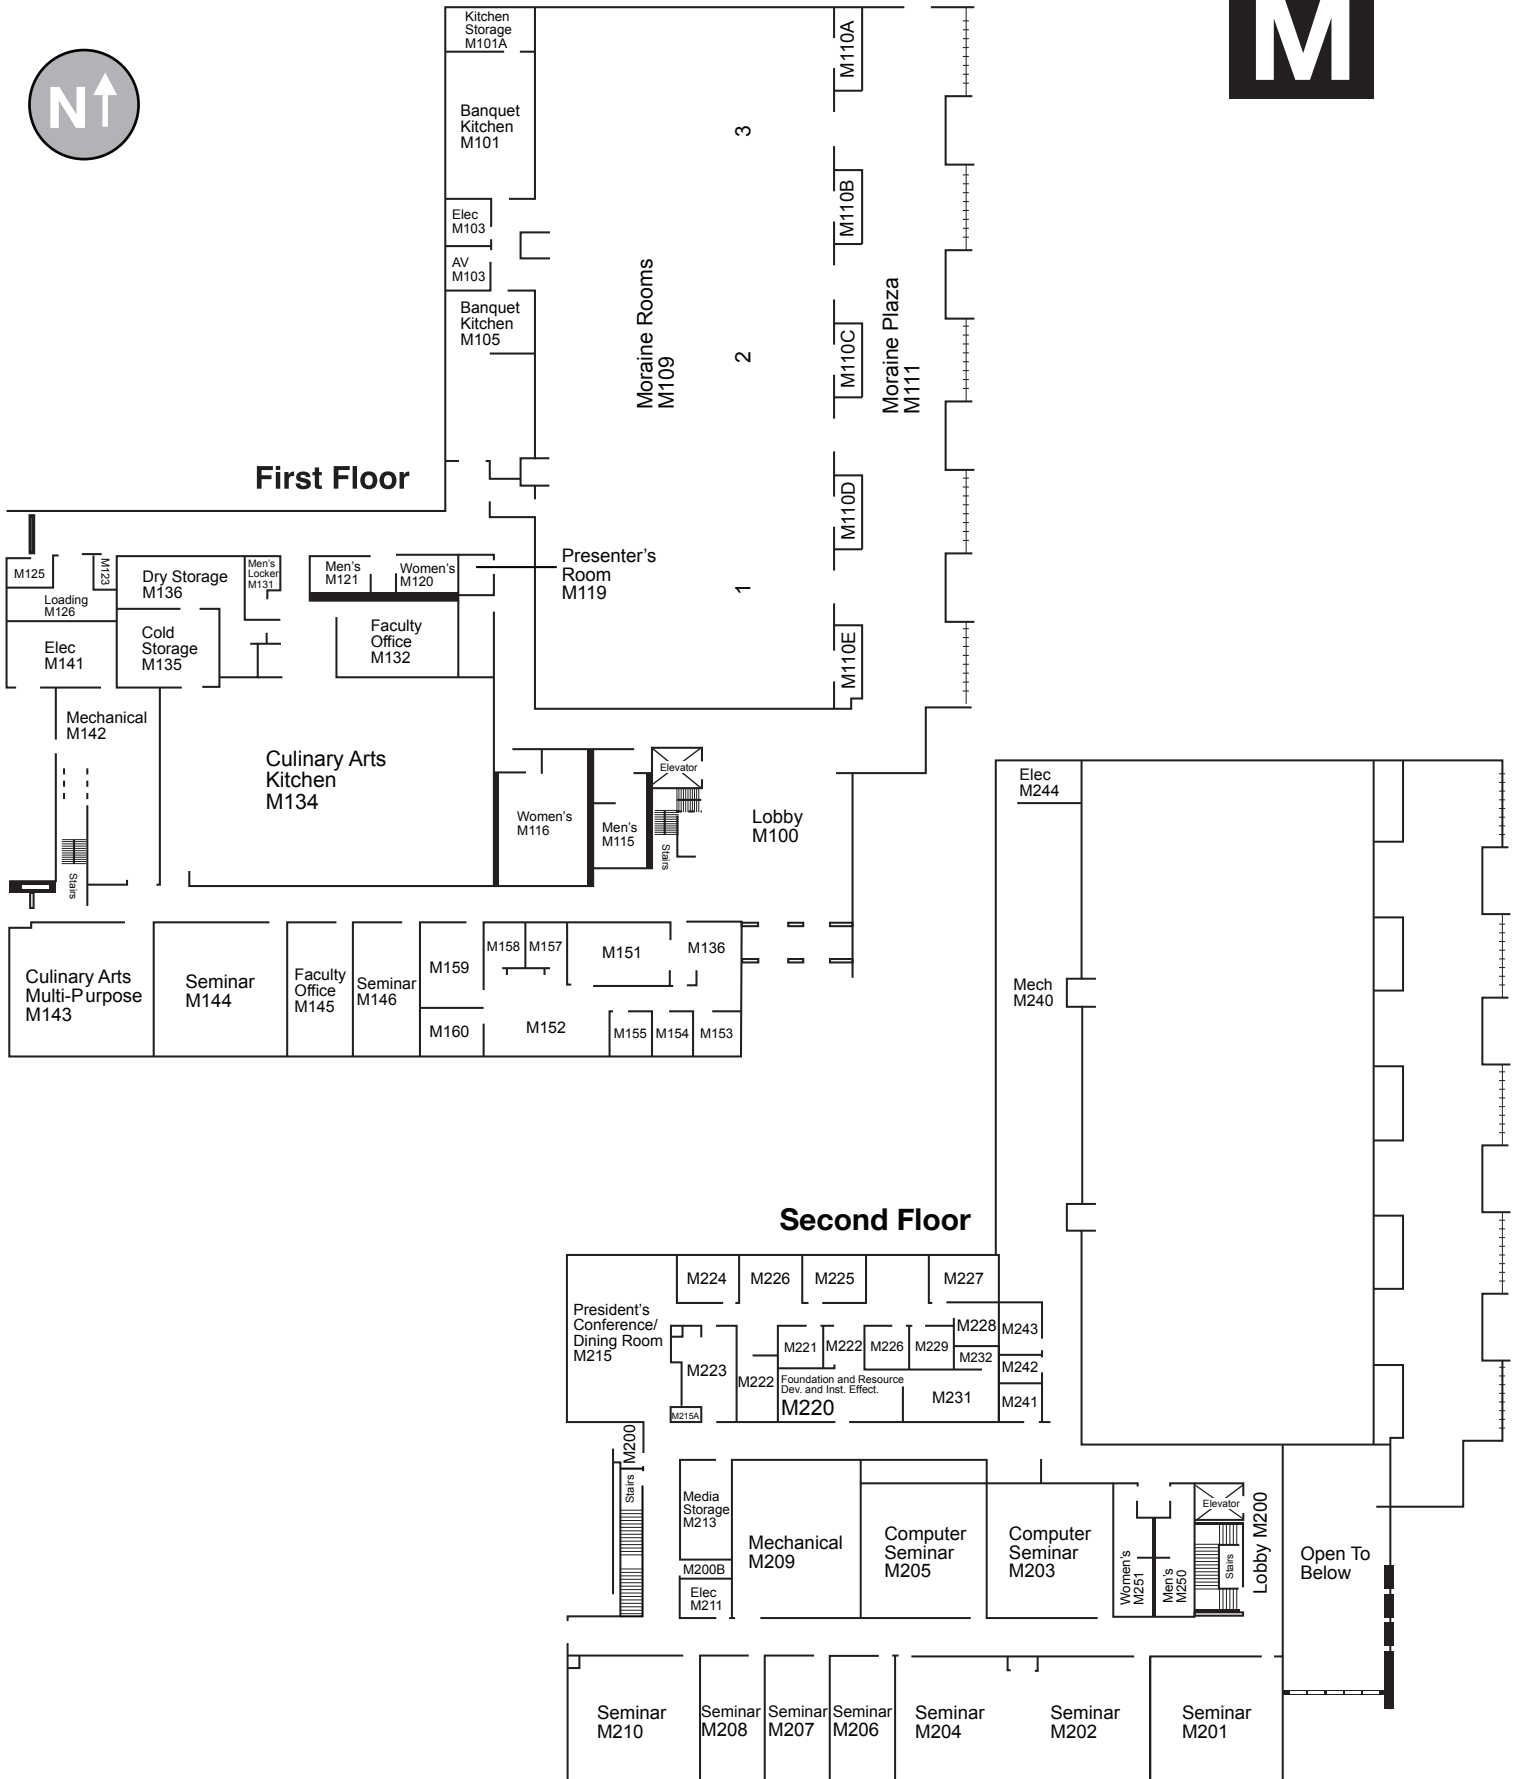 M
N
Kitchen
Storage
M101A
Banquet
Kitchen
M101
Elec
M103
AV
M103
Banquet
Kitchen
M105
Moraine Rooms
M109
3
2
1
M110A
M110B
M110C
M110D
M110E
Moraine Plaza
M111
First Floor
M125
M123
Loading
M126
Dry Storage
M136
Men's
Locker
M131
Men's
M121
Women's
M120
Presenter's
Room
M119
Elec
M141
Cold
Storage
M135
Faculty
Office
M132
Mechanical
M142
Culinary Arts
Kitchen
M134
Women's
M116
Men's
M115
Elevator
Stairs
Lobby
M100
Stairs
Culinary Arts
Multi-Purpose
M143
Seminar
M144
Faculty
Office
M145
Seminar
M146
M159
M160
M158
M157
M151
M136
M152
M155
M154
M153
Elec
M244
Mech
M240
Second Floor
President's
Conference/
Dining Room
M215
M224
M226
M225
M227
M223
M215A
M222
M221
M222
M226
M229
M228
M232
M243
M242
M241
Foundation and Resource
Dev. and Inst. Effect.
M220
M231
M200
Stairs
Media
Storage
M213
M200B
Elec
M211
Mechanical
M209
Computer
Seminar
M205
Computer
Seminar
M203
Women's
M251
Men's
M250
Elevator
Stairs
Lobby M200
Open To
Below
Seminar
M210
Seminar
M208
Seminar
M207
Seminar
M206
Seminar
M204
Seminar
M202
Seminar
M201